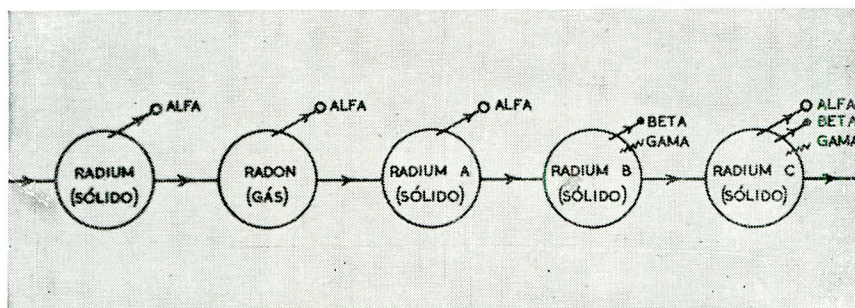 ALFA
RADIUM
(SÓLIDO)
ALFA
RADON
(GÁS)
ALFA
RADIUM A
(SÓLIDO)
BETA
GAMA
RADIUM B
(SÓLIDO)
ALFA
BETA
GAMA
RADIUM C
(SÓLIDO)